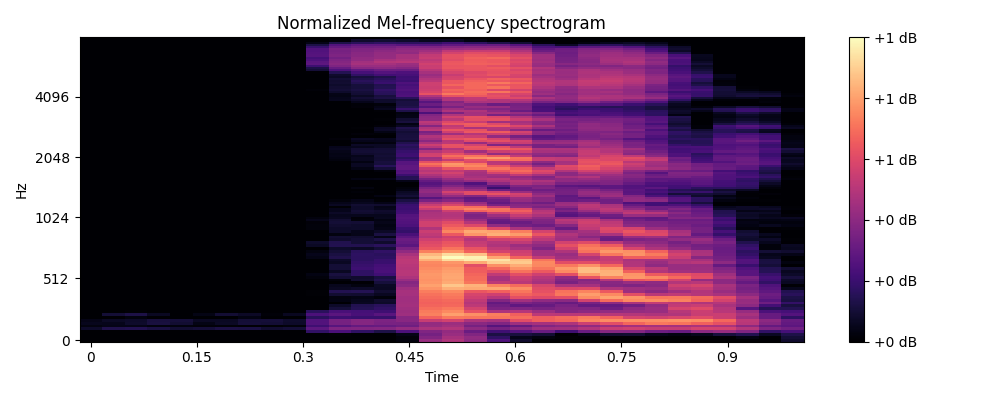 Normalized Mel-frequency spectrogram
+1 dB
4096
+1 dB
2048
+1 dB
Hz
1024
+0 dB
512
+0 dB
0
+0 dB
0 0.15 0.3 0.45 0.6 0.75 0.9
Time